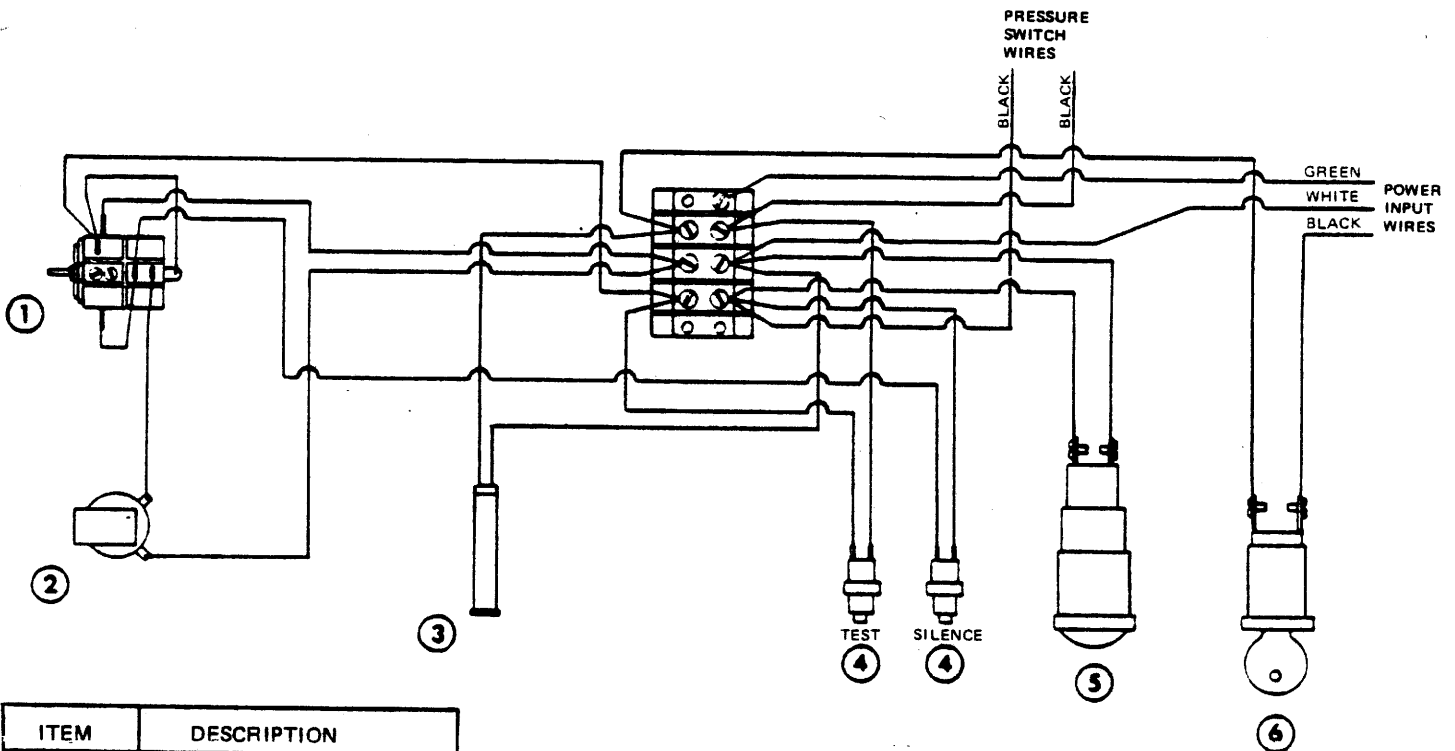 PRESSURE
SWITCH
WIRES
BLACK
BLACK
GREEN
WHITE
BLACK
POWER
INPUT
WIRES
1
2
3
TEST
4
SILENCE
4
5
6
ITEM DESCRIPTION